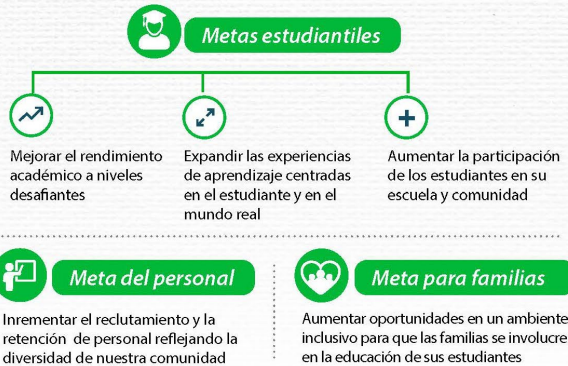 Metas estudiantiles
Mejorar el rendimiento
académico a niveles
desafiantes
Expandir las experiencias
de aprendizaje centradas
en el estudiante y en el
mundo real
Aumentar la participación
de los estudiantes en su
escuela y comunidad
Meta del personal
Inrementar el reclutamiento y la
retención de personal reflejando la
diversidad de nuestra comunidad
Meta para familias
Aumentar oportunidades en un ambiente
inclusivo para que las familias se involucre
en la educación de sus estudiantes